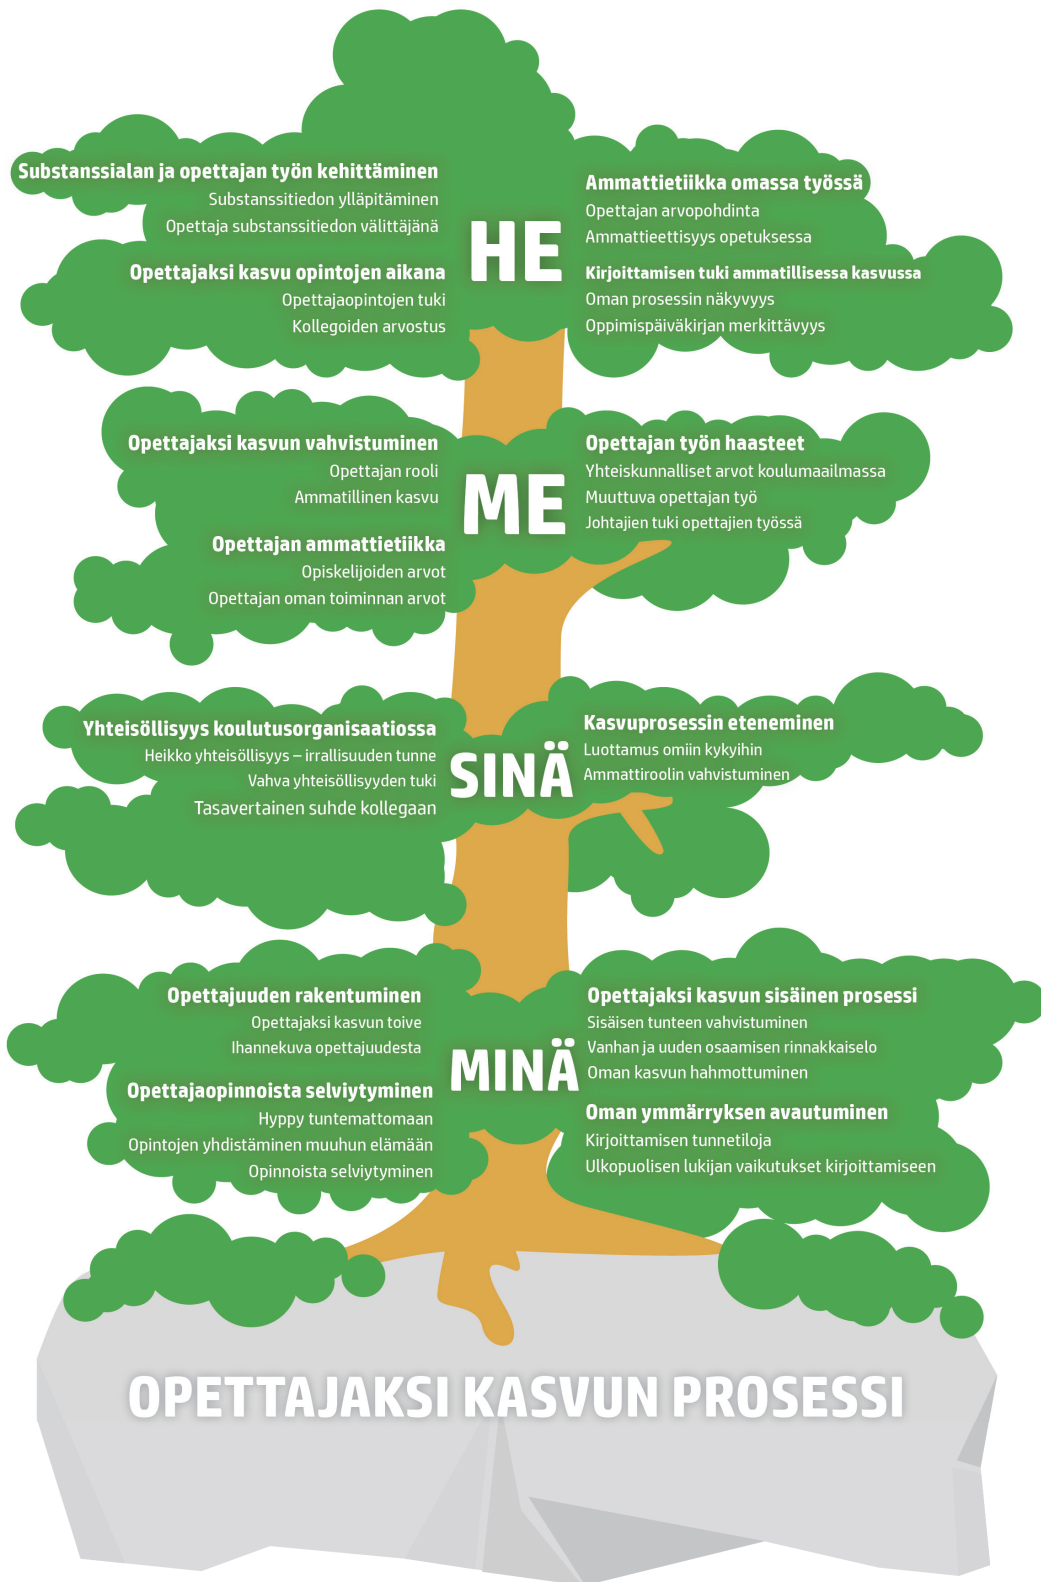 Substanssialan ja opettajan työn kehittäminen
Substanssitiedon ylläpitäminen
Opettaja substanssitiedon välittäjänä
Opettajaksi kasvu opintojen aikana
Opettajaopintojen tuki
Kollegoiden arvostus
HE
Ammattietiikka omassa työssä
Opettajan arvopohdinta
Ammattieettisyys opetuksessa
Kirjoittamisen tuki ammatillisessa kasvussa
Oman prosessin näkyvyys
Oppimispäiväkirjan merkittävyys
Opettajaksi kasvun vahvistuminen
Opettajan rooli
Ammatillinen kasvu
Opettajan ammattietiikka
Opiskelijoiden arvot
Opettajan oman toiminnan arvot
ME
Opettajan työn haasteet
Yhteiskunnalliset arvot koulumaailmassa
Muuttuva opettajan työ
Johtajien tuki opettajien työssä
Yhteisöllisyys koulutusorganisaatiossa
Heikko yhteisöllisyys – irrallisuuden tunne
Vahva yhteisöllisyyden tuki
Tasavertainen suhde kollegaan
SINÄ
Kasvuprosessin eteneminen
Luottamus omiin kykyihin
Ammattiroolin vahvistuminen
Opettajuuden rakentuminen
Opettajaksi kasvun toive
Ihannekuva opettajuudesta
Opettajaopinnoista selviytyminen
Hyppy tuntemattomaan
Opintojen yhdistäminen muuhun elämään
Opinnoista selviytyminen
MINÄ
Opettajaksi kasvun sisäinen prosessi
Sisäisen tunteen vahvistuminen
Vanhan ja uuden osaamisen rinnakkaiselo
Oman kasvun hahmottuminen
Oman ymmärryksen avautuminen
Kirjoittamisen tunnetiloja
Ulkopuolisen lukijan vaikutukset kirjoittamiseen
OPETTAJAKSI KASVUN PROSESSI